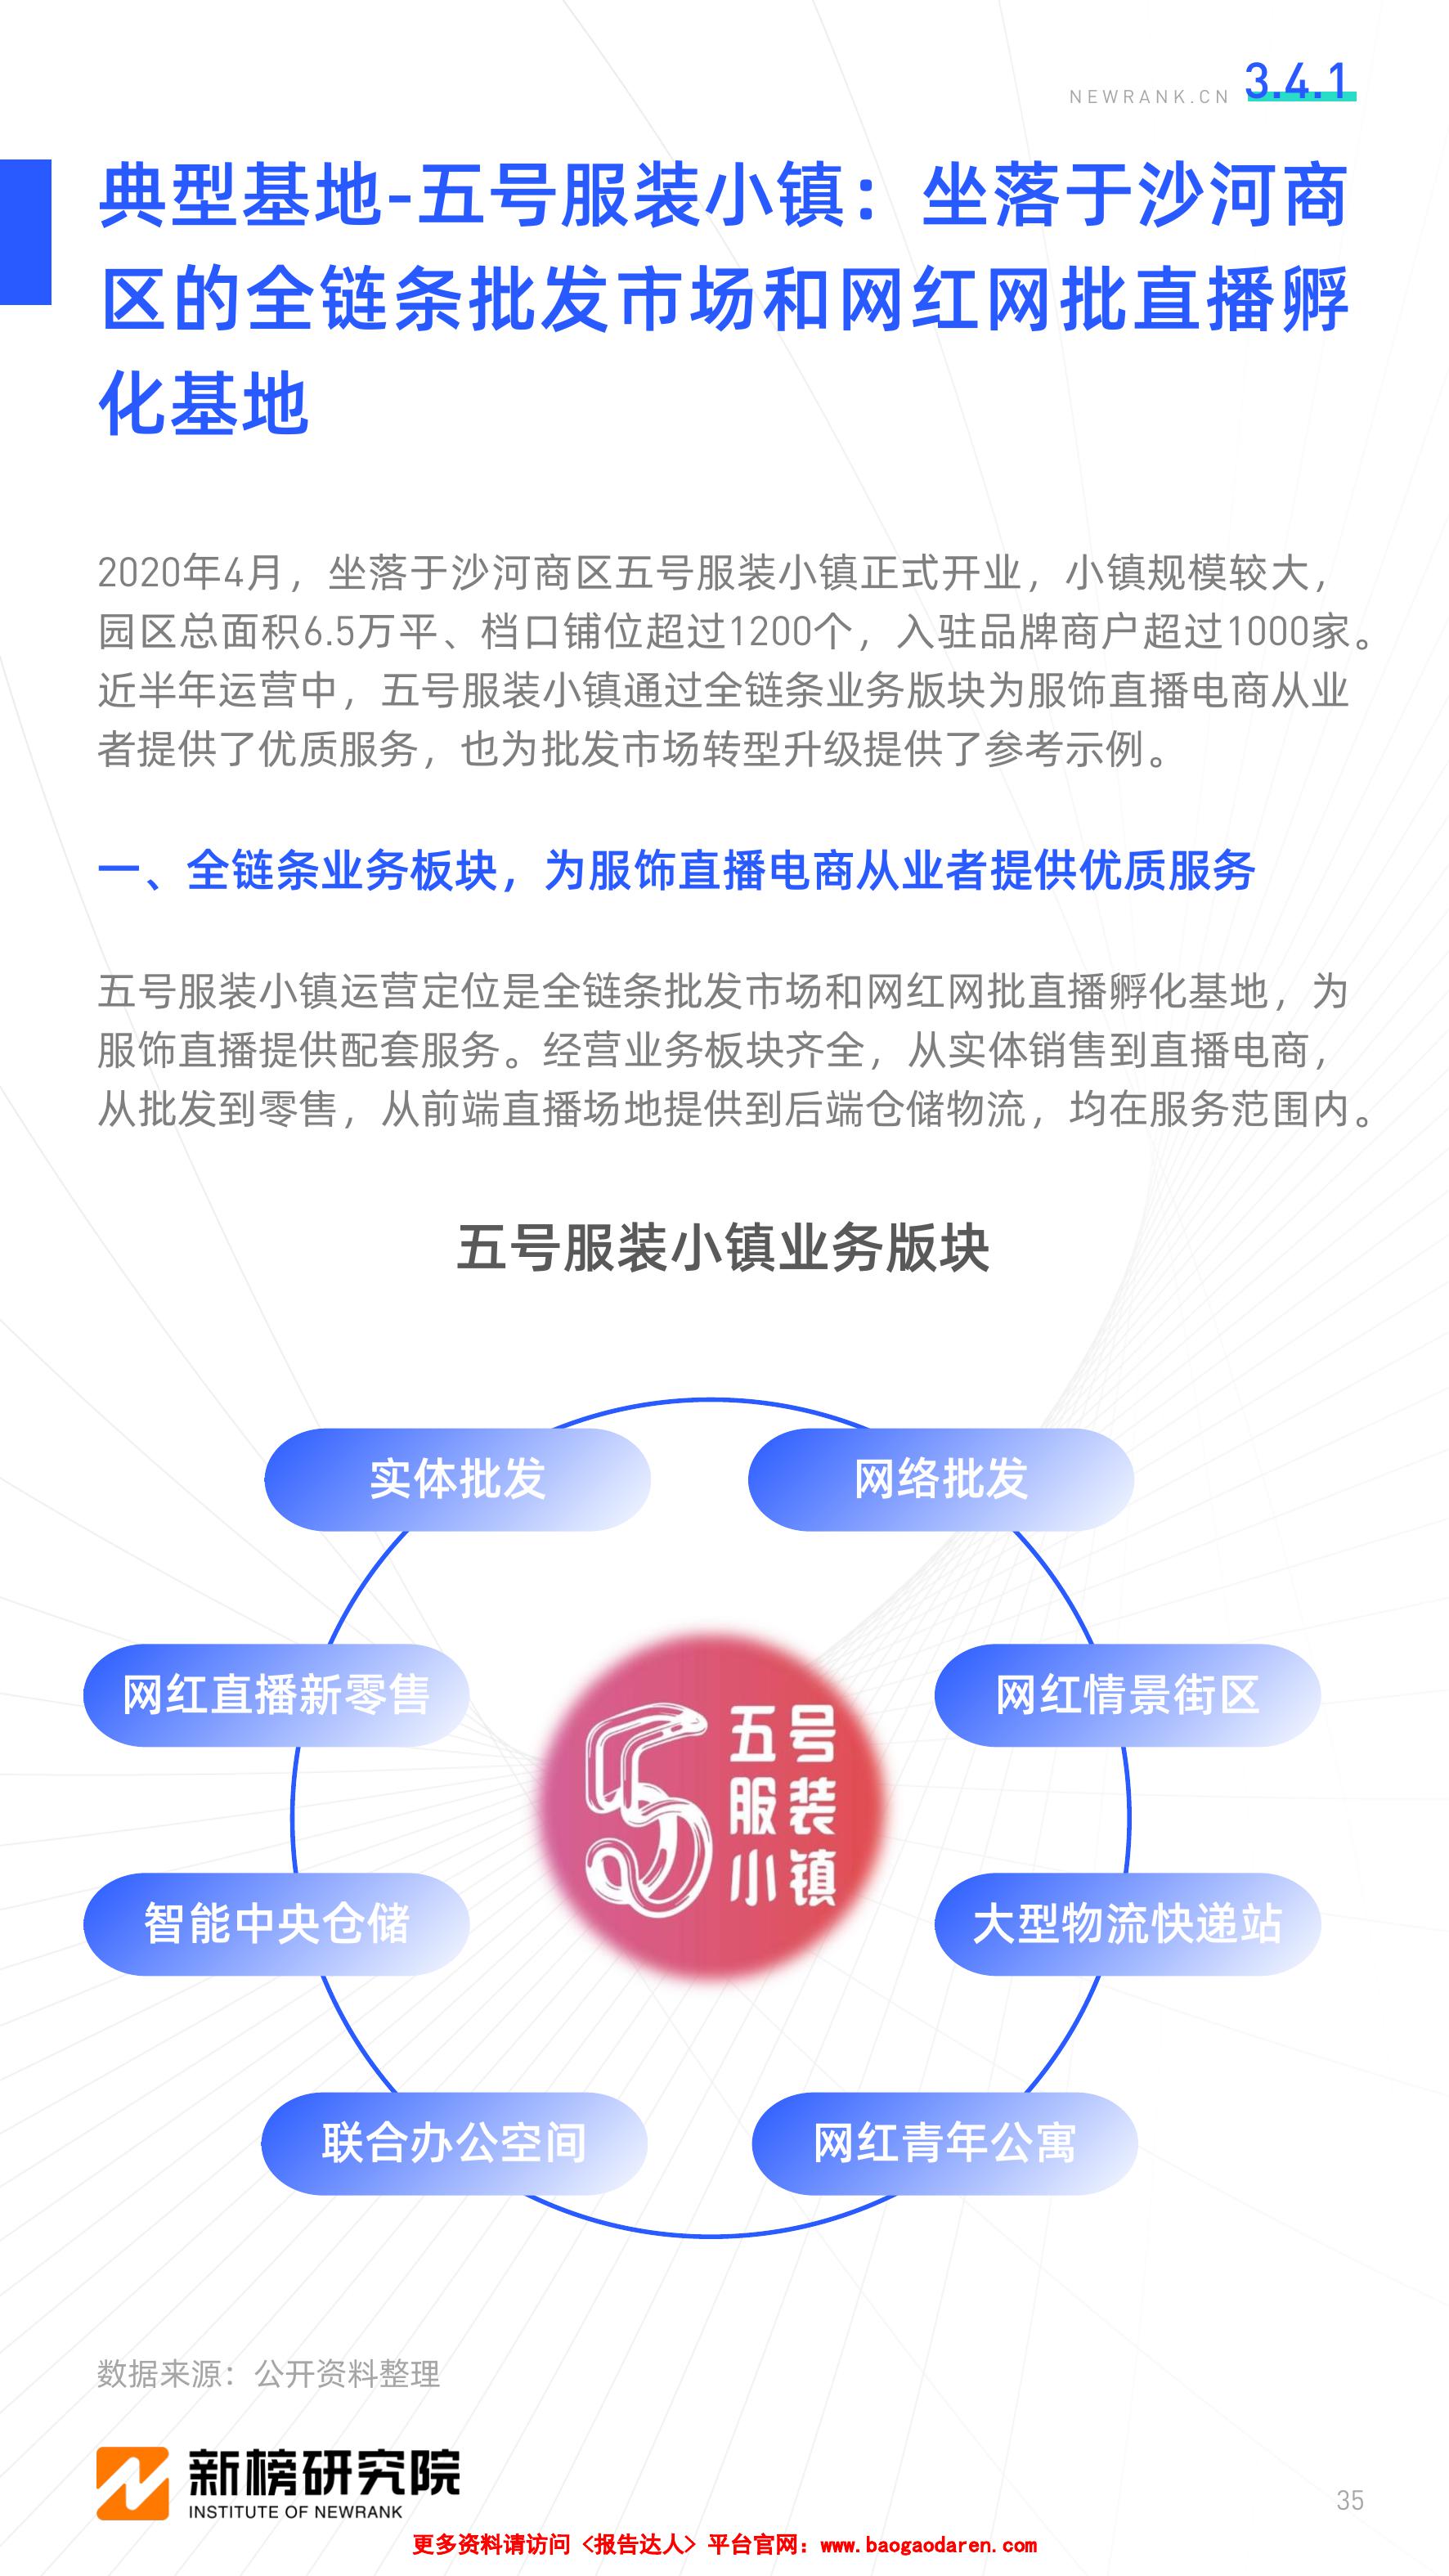 NEWRANK.CN 3.4.1
典型基地-五号服装小镇：坐落于沙河商
区的全链条批发市场和网红网批直播孵
化基地
2020年4月，坐落于沙河商区五号服装小镇正式开业，小镇规模较大，
园区总面积6.5万平、档口铺位超过1200个，入驻品牌商户超过1000家。
近半年运营中，五号服装小镇通过全链条业务版块为服饰直播电商从业
者提供了优质服务，也为批发市场转型升级提供了参考示例。
一、全链条业务板块，为服饰直播电商从业者提供优质服务
五号服装小镇运营定位是全链条批发市场和网红网批直播孵化基地，为
服饰直播提供配套服务。经营业务板块齐全，从实体销售到直播电商，
从批发到零售，从前端直播场地提供到后端仓储物流，均在服务范围内。
五号服装小镇业务版块
实体批发
网络批发
网红直播新零售
网红情景街区
5
五号
服装
小镇
智能中央仓储
大型物流快递站
联合办公空间
网红青年公寓
数据来源：公开资料整理
新榜研究院
INSTITUTE OF NEWRANK
35
更多资料请访问《报告达人》平台官网：www.baogaodaren.com